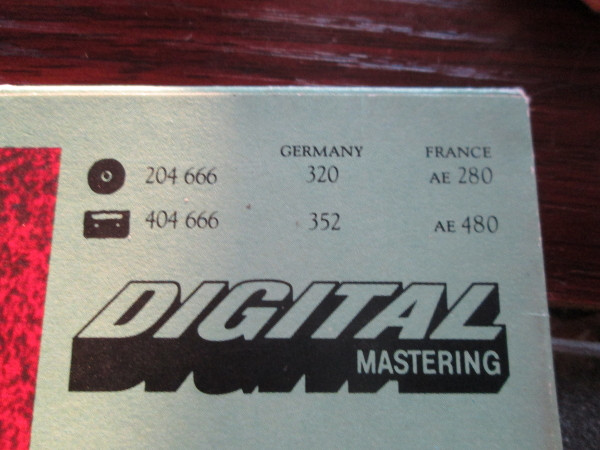 GERMANY FRANCE
204 666 320 AE 280
404 666 352 AE 480
DIGITAL
MASTERING